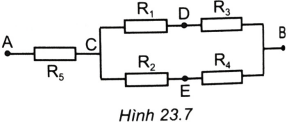 R₁ D R₃
A C B
R₅
R₂ E R₄
Hình 23.7